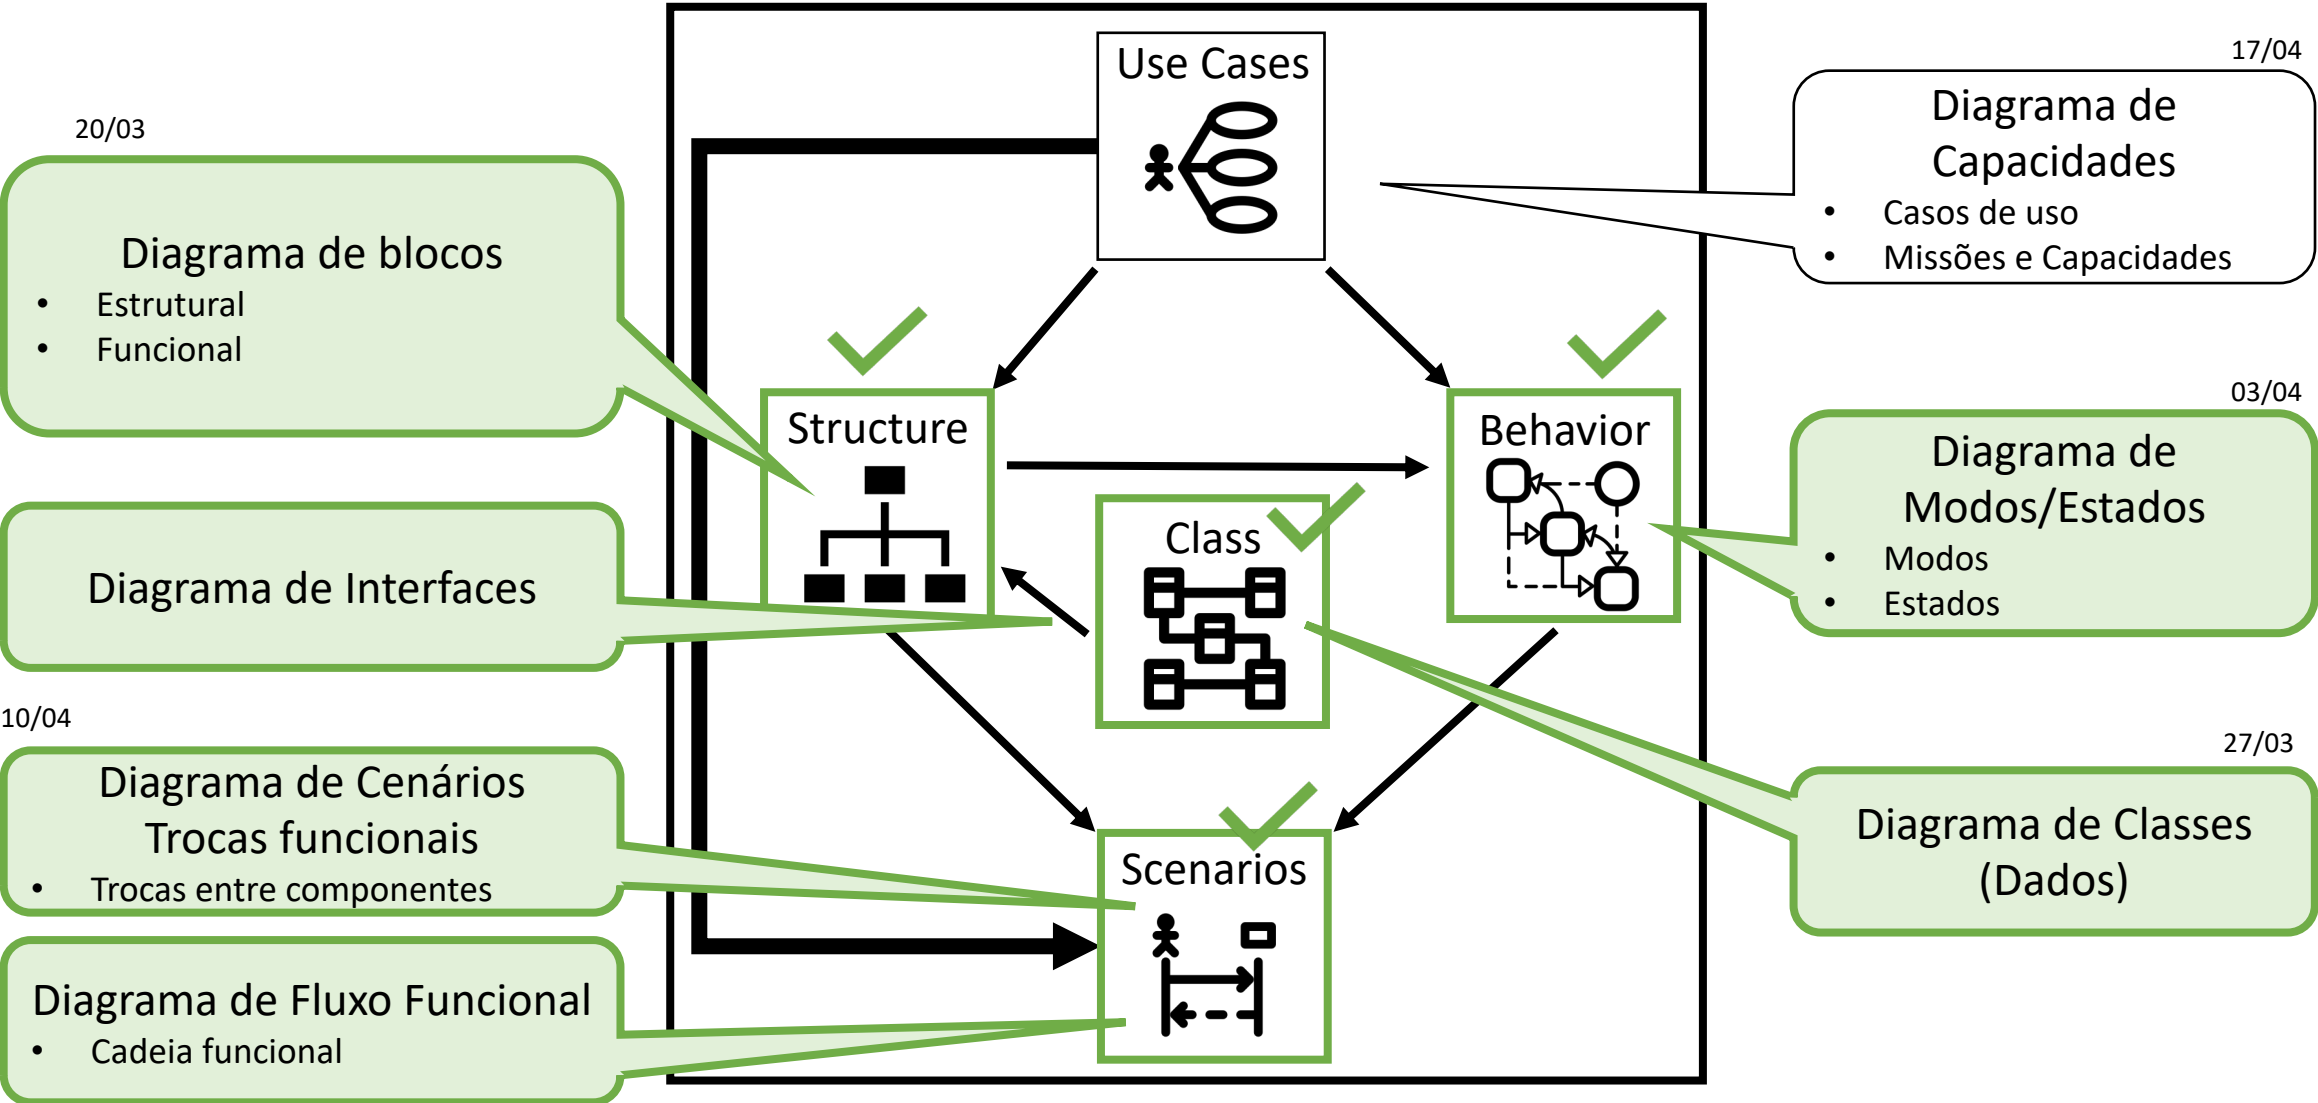 Use Cases
17/04
Diagrama de
Capacidades
• Casos de uso
• Missões e Capacidades
20/03
Diagrama de blocos
• Estrutural
• Funcional
Structure
Behavior
03/04
Diagrama de
Modos/Estados
• Modos
• Estados
Class
Diagrama de Interfaces
10/04
Diagrama de Cenários
Trocas funcionais
• Trocas entre componentes
27/03
Diagrama de Classes
(Dados)
Scenarios
Diagrama de Fluxo Funcional
• Cadeia funcional